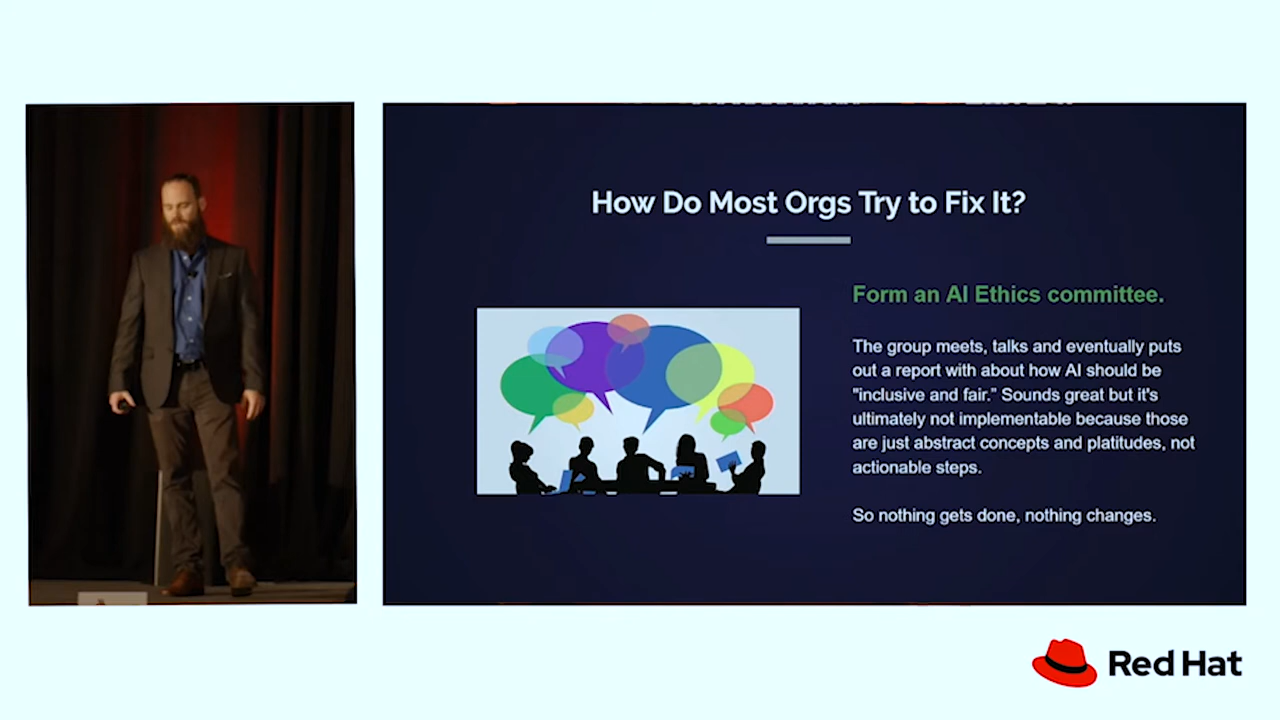 How Do Most Orgs Try to Fix It?
Form an AI Ethics committee.
The group meets, talks and eventually puts
out a report with about how AI should be
"inclusive and fair." Sounds great but it's
ultimately not implementable because those
are just abstract concepts and platitudes, not
actionable steps.
So nothing gets done, nothing changes.
Red Hat